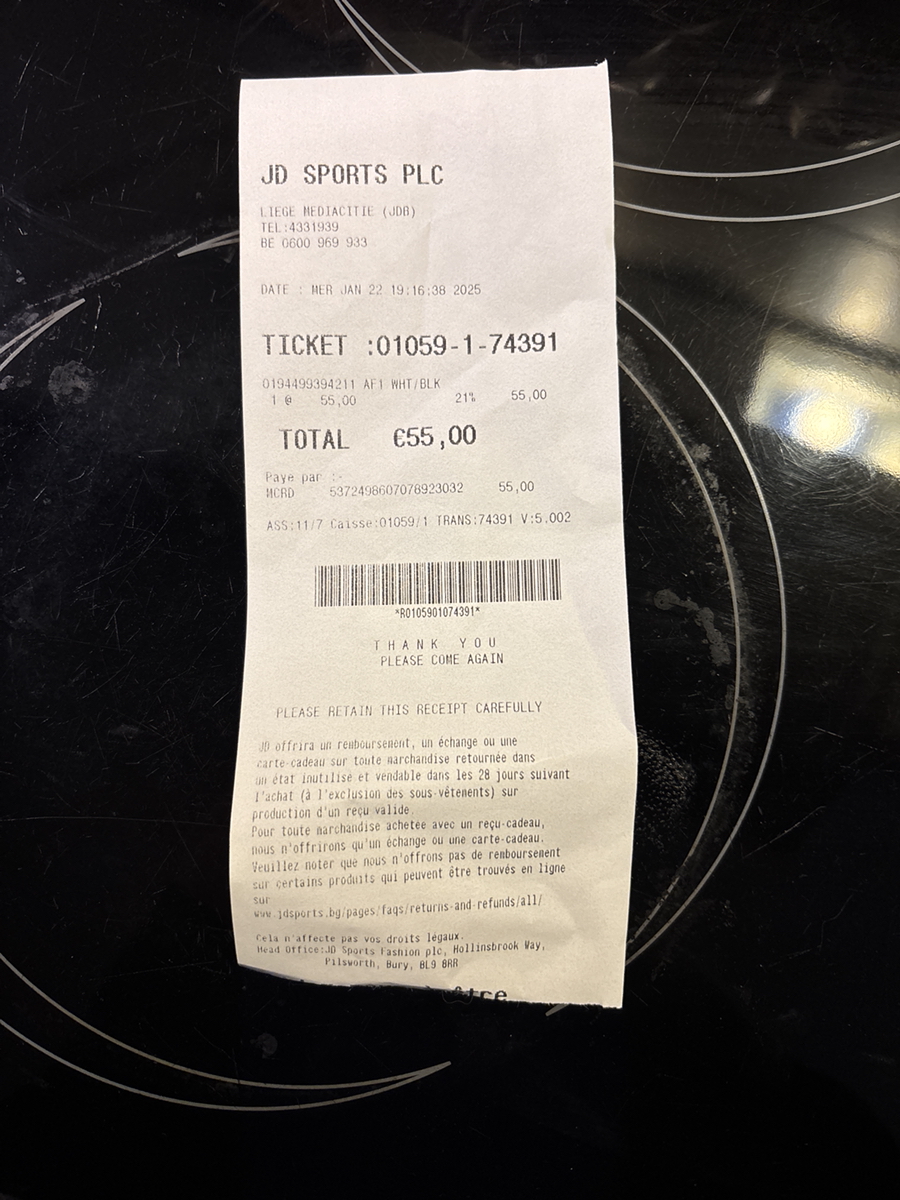 JD SPORTS PLC
LIEGE MEDIACITIE (JDB)
TEL:4331939
BE 0600 969 933
DATE : MER JAN 22 19:16:38 2025
TICKET :01059-1-74391
0194499394211 AF1 WHT/BLK
1 @ 55,00 21% 55,00
TOTAL €55,00
Paye par :-
MCRD 5372498607078923032 55,00
ASS:11/7 Caisse:01059/1 TRANS:74391 V:5.002
*R0105901074391*
THANK YOU
PLEASE COME AGAIN
PLEASE RETAIN THIS RECEIPT CAREFULLY
JD offrira un remboursement, un échange ou une
carte-cadeau sur toute marchandise retournée dans
un état inutilisé et vendable dans les 28 jours suivant
l'achat (à l'exclusion des sous-vêtements) sur
production d'un reçu valide.
Pour toute marchandise achetée avec un reçu-cadeau,
nous n'offrirons qu'un échange ou une carte-cadeau.
Veuillez noter que nous n'offrons pas de remboursement
sur certains produits qui peuvent être trouvés en ligne
sur
www.jdsports.bg/pages/faqs/returns-and-refunds/all/
Cela n'affecte pas vos droits légaux.
Head Office:JD Sports Fashion plc, Hollinsbrook Way,
Pilsworth, Bury, BL9 8RR